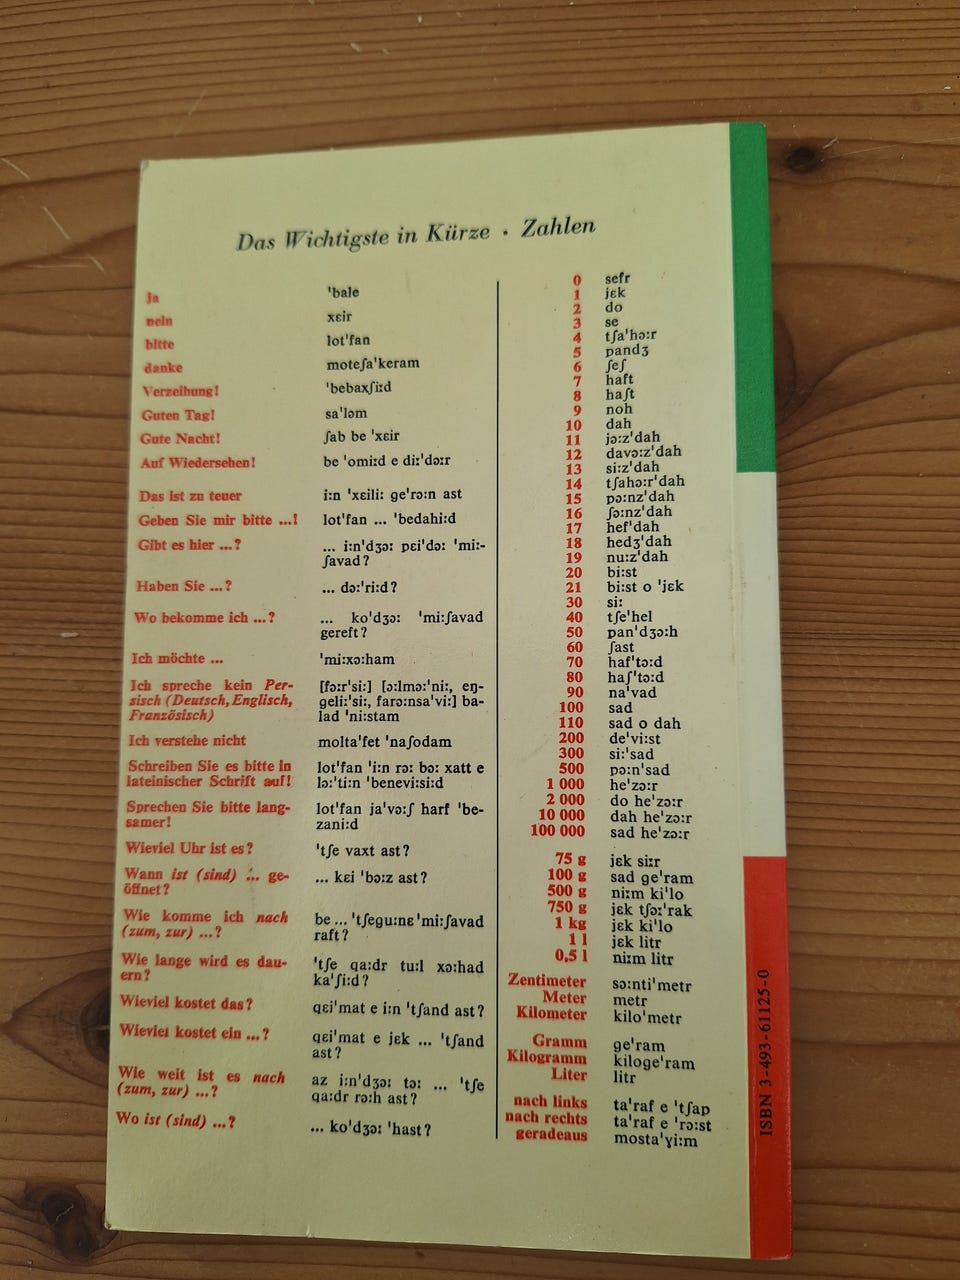 Das Wichtigste in Kürze · Zahlen
Ja 'bale
nein xɛir
bitte lot'fan
danke moteʃa'keram
Verzeihung! 'bebaxʃi:d
Guten Tag! sa'lɔm
Gute Nacht! ʃab be 'xɛir
Auf Wiedersehen! be 'omi:d e di:'dɔ:r
Das ist zu teuer i:n 'xɛili: ge'rɔ:n ast
Geben Sie mir bitte ...! lot'fan ... 'bedahi:d
Gibt es hier ...? ... i:n'dʒɔ: pɛi'dɔ: 'mi:-
ʃavad?
Haben Sie ...? ... dɔ:'ri:d?
Wo bekomme ich ...? ... ko'dʒɔ: 'mi:ʃavad
gereft?
Ich möchte ... 'mi:xɔ:ham
Ich spreche kein Per- [fɔ:r'si:] [ɔ:lmɔ:'ni:, eŋ-
sisch (Deutsch, Englisch, geli:'si:, farɔ:nsa'vi:] ba-
Französisch) lad 'ni:stam
Ich verstehe nicht molta'fet 'naʃodam
Schreiben Sie es bitte in lot'fan 'i:n rɔ: bɔ: xatt e
lateinischer Schrift auf! lɔ:'ti:n 'benevi:si:d
Sprechen Sie bitte lang- lot'fan ja'vɔ:ʃ harf 'be-
samer! zani:d
Wieviel Uhr ist es? 'tʃe vaxt ast?
Wann ist (sind) ... ge- ... kɛi 'bɔ:z ast?
öffnet?
Wie komme ich nach be ... 'tʃegu:nɛ 'mi:ʃavad
(zum, zur) ...? raft?
Wie lange wird es dau- 'tʃe qa:dr tu:l xɔ:had
ern? ka'ʃi:d?
Wieviel kostet das? qɛi'mat e i:n 'tʃand ast?
Wieviel kostet ein ...? qɛi'mat e jɛk ... 'tʃand
ast?
Wie weit ist es nach az i:n'dʒɔ: tɔ: ... 'tʃe
(zum, zur) ...? qa:dr rɔ:h ast?
Wo ist (sind) ...? ... ko'dʒɔ: 'hast?
0 sefr
1 jɛk
2 do
3 se
4 tʃa'hɔ:r
5 pandʒ
6 ʃeʃ
7 haft
8 haʃt
9 noh
10 dah
11 jɔ:z'dah
12 davɔ:z'dah
13 si:z'dah
14 tʃahɔ:r'dah
15 pɔ:nz'dah
16 ʃɔ:nz'dah
17 hef'dah
18 hedʒ'dah
19 nu:z'dah
20 bi:st
21 bi:st o 'jɛk
30 si:
40 tʃe'hel
50 pan'dʒɔ:h
60 ʃast
70 haf'tɔ:d
80 haʃ'tɔ:d
90 na'vad
100 sad
110 sad o dah
200 de'vi:st
300 si:'sad
500 pɔ:n'sad
1 000 he'zɔ:r
2 000 do he'zɔ:r
10 000 dah he'zɔ:r
100 000 sad he'zɔ:r
75 g jɛk si:r
100 g sad ge'ram
500 g ni:m ki'lo
750 g jɛk tʃɔ:'rak
1 kg jɛk ki'lo
1 l jɛk litr
0,5 l ni:m litr
Zentimeter sɔ:nti'metr
Meter metr
Kilometer kilo'metr
Gramm ge'ram
Kilogramm kiloge'ram
Liter litr
nach links ta'raf e 'tʃap
nach rechts ta'raf e 'rɔ:st
geradeaus mosta'ɣi:m
ISBN 3-493-61125-0